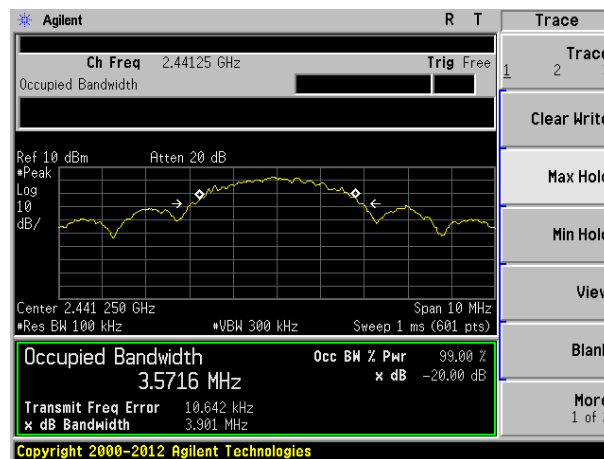 Agilent R T Trace
Ch Freq 2.44125 GHz Trig Free
Occupied Bandwidth
Trace
1 2
Clear Write
Max Hold
Min Hold
View
Blank
More
1 of
Ref 10 dBm Atten 20 dB
#Peak
Log
10
dB/
Center 2.441 250 GHz Span 10 MHz
#Res BW 100 kHz #VBW 300 kHz Sweep 1 ms (601 pts)
Occupied Bandwidth Occ BW % Pwr 99.00 %
3.5716 MHz x dB -20.00 dB
Transmit Freq Error 10.642 kHz
x dB Bandwidth 3.901 MHz
Copyright 2000-2012 Agilent Technologies